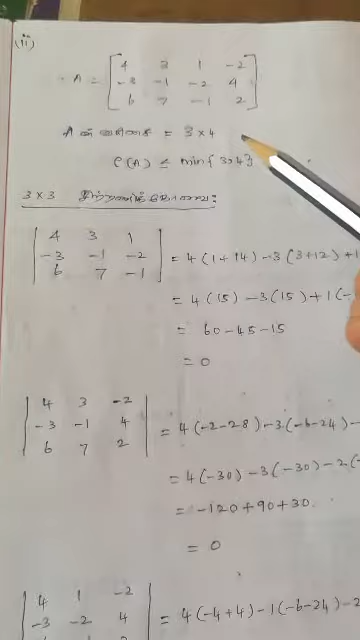 (ii)
A = [ 4 3 1 -2
-3 -1 -2 4
6 7 -1 2 ]
A ன் வரிசை = 3 × 4
ρ(A) ≤ min{3,4}
3 × 3
| 4 3 1 |
| -3 -1 -2 | = 4(1+14) -3(3+12) +1
| 6 7 -1 |
= 4(15) -3(15) +1(-
= 60 -45 -15
= 0
| 4 3 -2 |
| -3 -1 4 | = 4(-2-28) -3(-6-24) -
| 6 7 2 |
= 4(-30) -3(-30) -2(-
= -120+90+30
= 0
4 1 -2
-3 -2 4 = 4(-4+4) -1(-6-24) -2